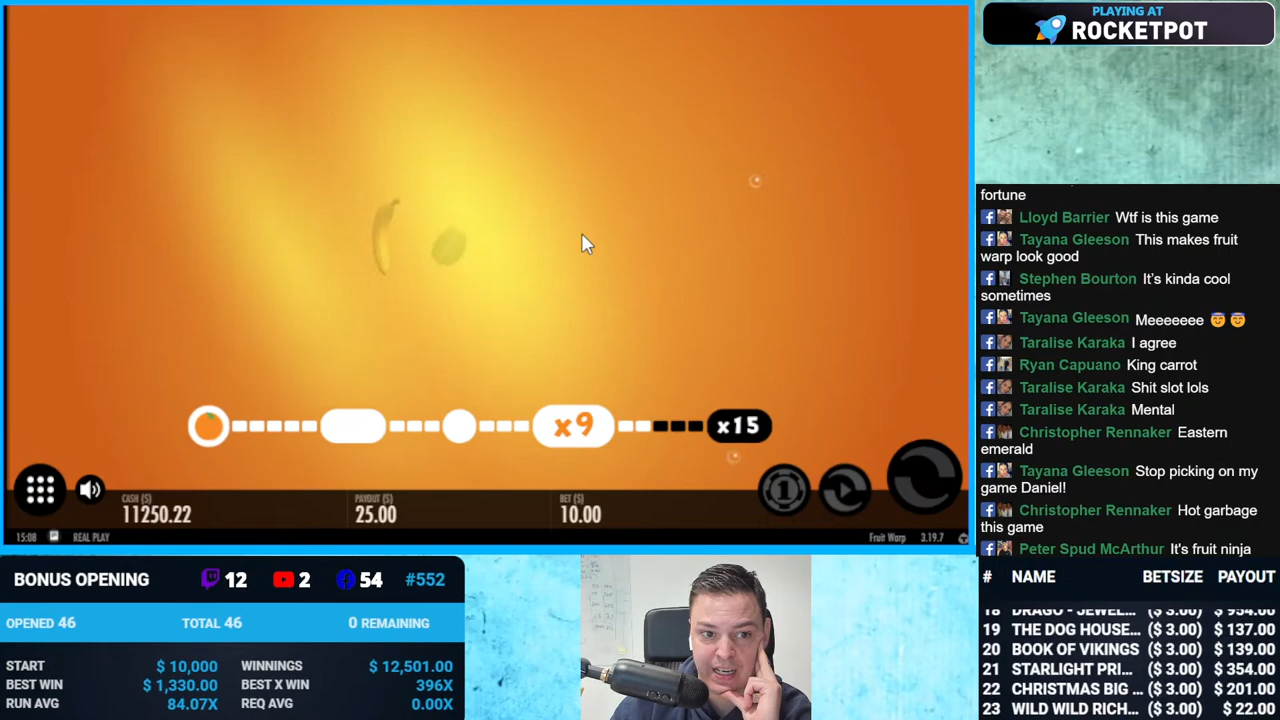 PLAYING AT
ROCKETPOT
x9
x15
CASH ($)
11250.22
PAYOUT ($)
25.00
BET ($)
10.00
1
15:08
REAL PLAY
Fruit Warp
3.19.7
fortune
Lloyd Barrier Wtf is this game
Tayana Gleeson This makes fruit
warp look good
Stephen Bourton It's kinda cool
sometimes
Tayana Gleeson Meeeeeee 😇 😇
Taralise Karaka I agree
Ryan Capuano King carrot
Taralise Karaka Shit slot lols
Taralise Karaka Mental
Christopher Rennaker Eastern
emerald
Tayana Gleeson Stop picking on my
game Daniel!
Christopher Rennaker Hot garbage
this game
Peter Spud McArthur It's fruit ninja
BONUS OPENING 12 2 54 #552
OPENED 46 TOTAL 46 0 REMAINING
START $ 10,000 WINNINGS $ 12,501.00
BEST WIN $ 1,330.00 BEST X WIN 396X
RUN AVG 84.07X REQ AVG 0.00X
# NAME BETSIZE PAYOUT
18 DRAGO - JEWEL... ($ 3.00) $ 954.00
19 THE DOG HOUSE... ($ 3.00) $ 137.00
20 BOOK OF VIKINGS ($ 3.00) $ 139.00
21 STARLIGHT PRI... ($ 3.00) $ 354.00
22 CHRISTMAS BIG ... ($ 3.00) $ 201.00
23 WILD WILD RICH... ($ 3.00) $ 22.00